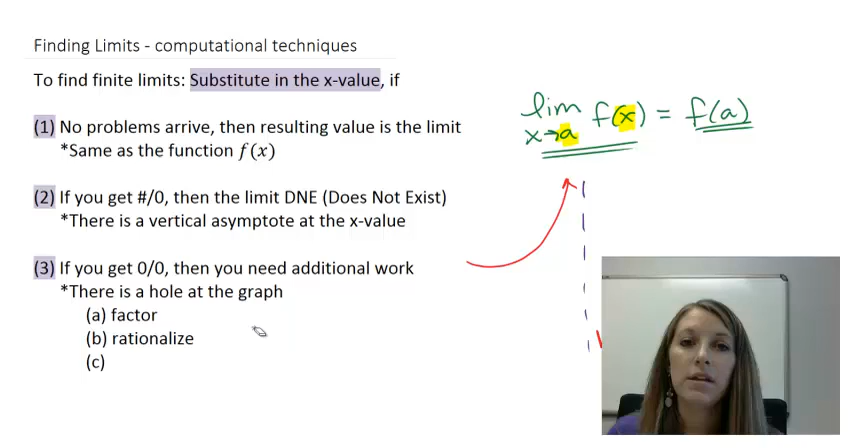 Finding Limits - computational techniques
To find finite limits: Substitute in the x-value, if
(1) No problems arrive, then resulting value is the limit
*Same as the function f(x)
(2) If you get #/0, then the limit DNE (Does Not Exist)
*There is a vertical asymptote at the x-value
(3) If you get 0/0, then you need additional work
*There is a hole at the graph
(a) factor
(b) rationalize
(c)
lim f(x) = f(a)
x→a